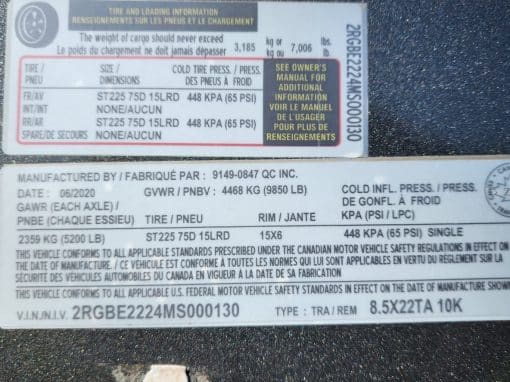 TIRE AND LOADING INFORMATION
RENSEIGNEMENTS SUR LES PNEUS ET LE CHARGEMENT
The weight of cargo should never exceed
Le poids du chargement ne doit jamais dépasser 3,185 kg or / kg ou 7,006 lbs. / lb.
TIRE / PNEU SIZE / DIMENSIONS COLD TIRE PRESS. / PRESS. DES PNEUS À FROID
FR/AV ST225 75D 15LRD 448 KPA (65 PSI)
INT/INT NONE/AUCUN
RR/AR ST225 75D 15LRD 448 KPA (65 PSI)
SPARE/DE SECOURS NONE/AUCUN
SEE OWNER'S
MANUAL FOR
ADDITIONAL
INFORMATION
VOIR LE MANUEL
DE L'USAGER
POUR PLUS DE
RENSEIGNEMENTS
2RGBE2224MS000130
MANUFACTURED BY / FABRIQUÉ PAR : 9149-0847 QC INC.
DATE : 06/2020 GVWR / PNBV : 4468 KG (9850 LB) COLD INFL. PRESS. / PRESS.
GAWR (EACH AXLE) / DE GONFL. À FROID
PNBE (CHAQUE ESSIEU) TIRE / PNEU RIM / JANTE KPA (PSI / LPC)
2359 KG (5200 LB) ST225 75D 15LRD 15X6 448 KPA (65 PSI) SINGLE
THIS VEHICLE CONFORMS TO ALL APPLICABLE STANDARDS PRESCRIBED UNDER THE CANADIAN MOTOR VEHICLE SAFETY REGULATIONS IN EFFECT ON
THE DATE OF MANUFACTURE. / CE VÉHICULE EST CONFORME À TOUTES LES NORMES QUI LUI SONT APPLICABLES EN VERTU DU RÈGLEMENT SUR LA
SÉCURITÉ DES VÉHICULES AUTOMOBILES DU CANADA EN VIGUEUR À LA DATE DE SA FABRICATION
THIS VEHICLE CONFORMS TO ALL APPLICABLE U.S. FEDERAL MOTOR VEHICLE SAFETY STANDARDS IN EFFECT ON THE DATE OF MANUFACTURE SHOWN
V.I.N./N.I.V. 2RGBE2224MS000130 TYPE : TRA / REM 8.5X22TA 10K